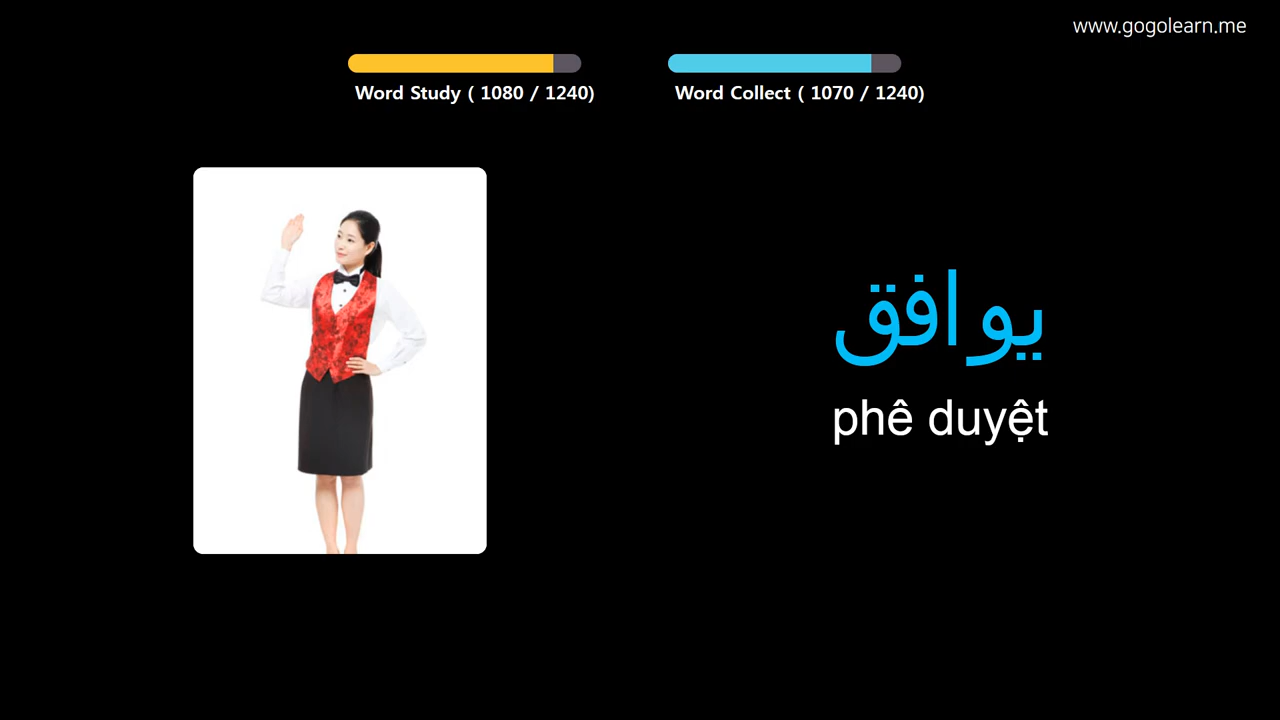 www.gogolearn.me
Word Study ( 1080 / 1240)
Word Collect ( 1070 / 1240)
يوافق
phê duyệt